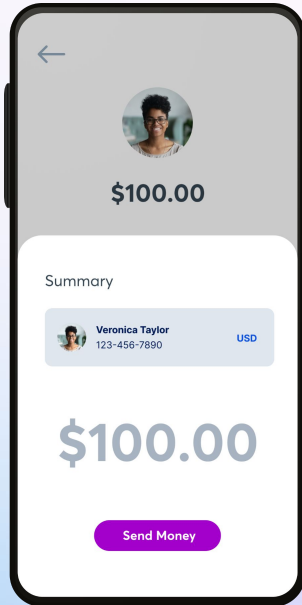 $100.00
Summary
Veronica Taylor
123-456-7890
USD
$100.00
Send Money